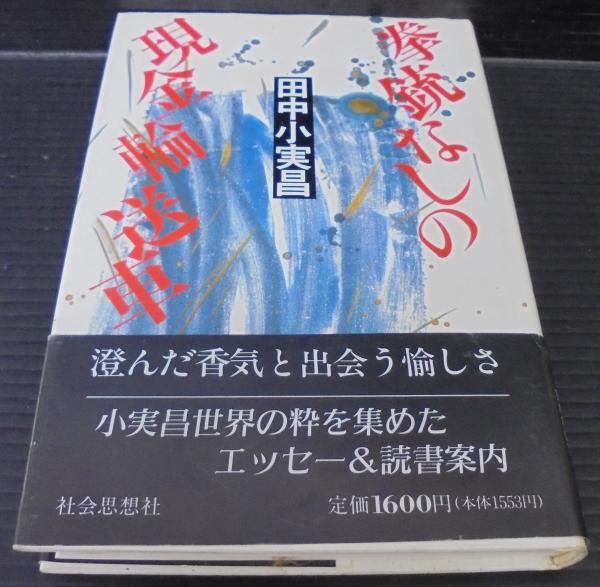 拳銃なしの
現金輸送車
田中小実昌
澄んだ香気と出会う愉しさ
小実昌世界の粋を集めた
エッセー&読書案内
社会思想社
定価1600円(本体1553円)